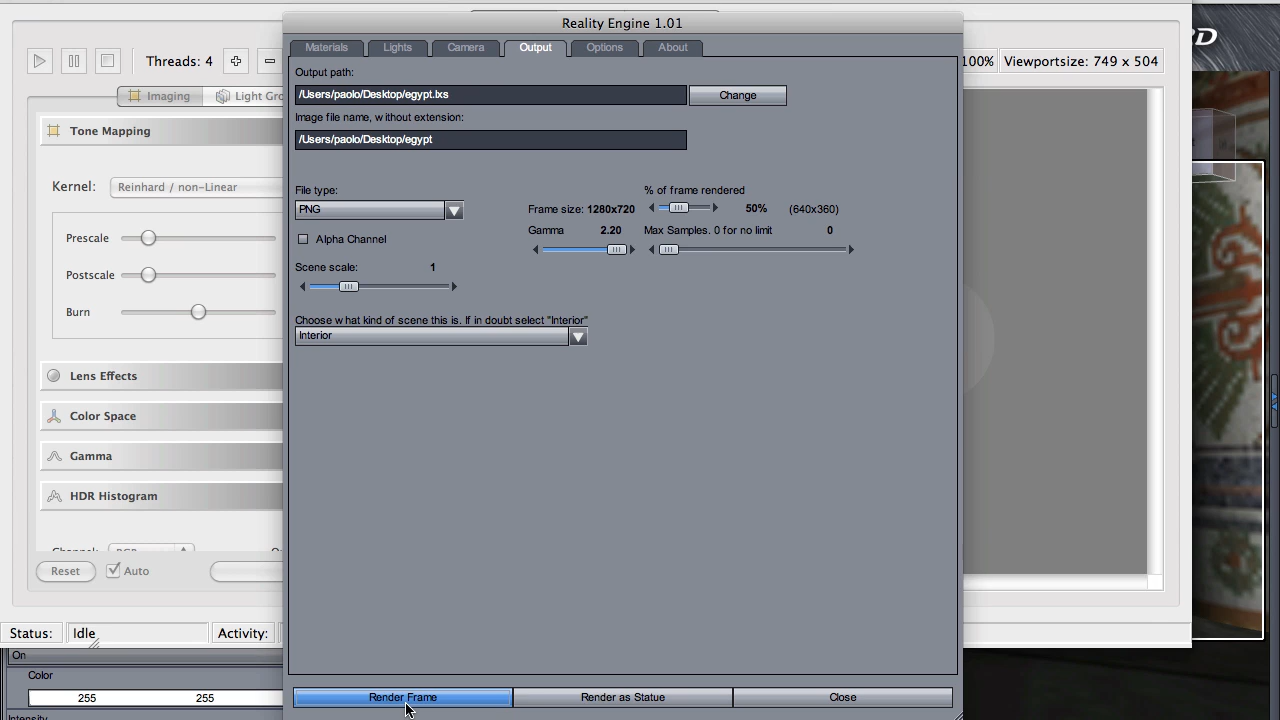 Reality Engine 1.01
Materials
Lights
Camera
Output
Options
About
Threads: 4
100%
Viewportsize: 749 x 504
Imaging
Light Gro
Tone Mapping
Kernel:
Reinhard / non-Linear
Prescale
Postscale
Burn
Lens Effects
Color Space
Gamma
HDR Histogram
Reset
Auto
Status:
Idle
Activity:
On
Color
255
255
Intensity
Output path:
/Users/paolo/Desktop/egypt.lxs
Change
Image file name, without extension:
/Users/paolo/Desktop/egypt
File type:
PNG
Alpha Channel
Scene scale:
1
Frame size: 1280x720
% of frame rendered
50%
(640x360)
Gamma
2.20
Max Samples. 0 for no limit
0
Choose what kind of scene this is. If in doubt select "Interior"
Interior
Render Frame
Render as Statue
Close